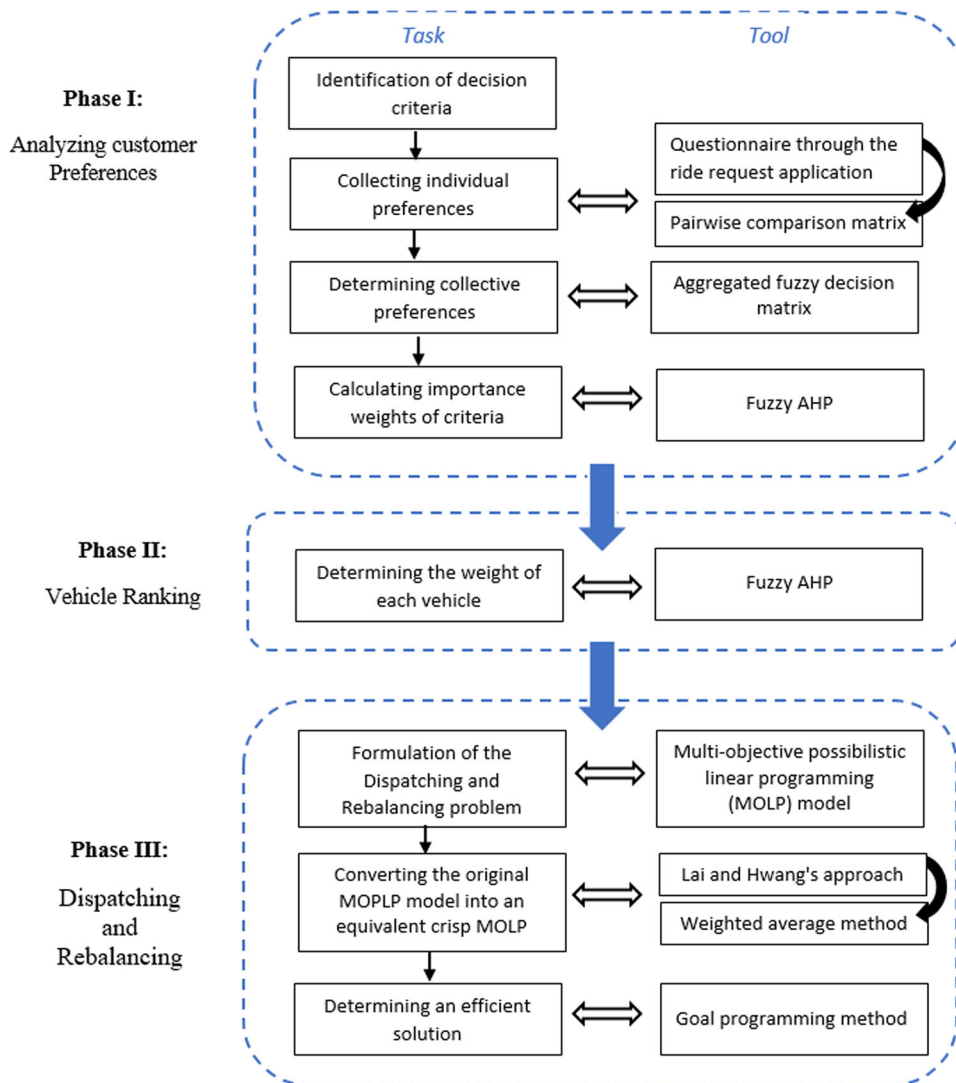 Task
Tool
Phase I:
Analyzing customer
Preferences
Identification of decision
criteria
Collecting individual
preferences
Questionnaire through the
ride request application
Pairwise comparison matrix
Determining collective
preferences
Aggregated fuzzy decision
matrix
Calculating importance
weights of criteria
Fuzzy AHP
Phase II:
Vehicle Ranking
Determining the weight of
each vehicle
Fuzzy AHP
Phase III:
Dispatching
and
Rebalancing
Formulation of the
Dispatching and
Rebalancing problem
Multi-objective possibilistic
linear programming
(MOLP) model
Converting the original
MOPLP model into an
equivalent crisp MOLP
Lai and Hwang's approach
Weighted average method
Determining an efficient
solution
Goal programming method